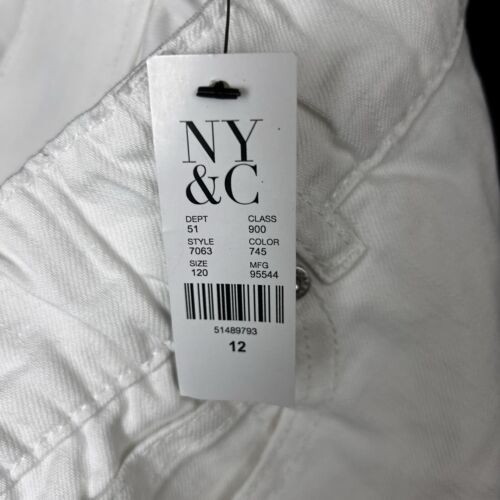 NY
&C
DEPT CLASS
51 900
STYLE COLOR
7063 745
SIZE MFG
120 95544
51489793
12